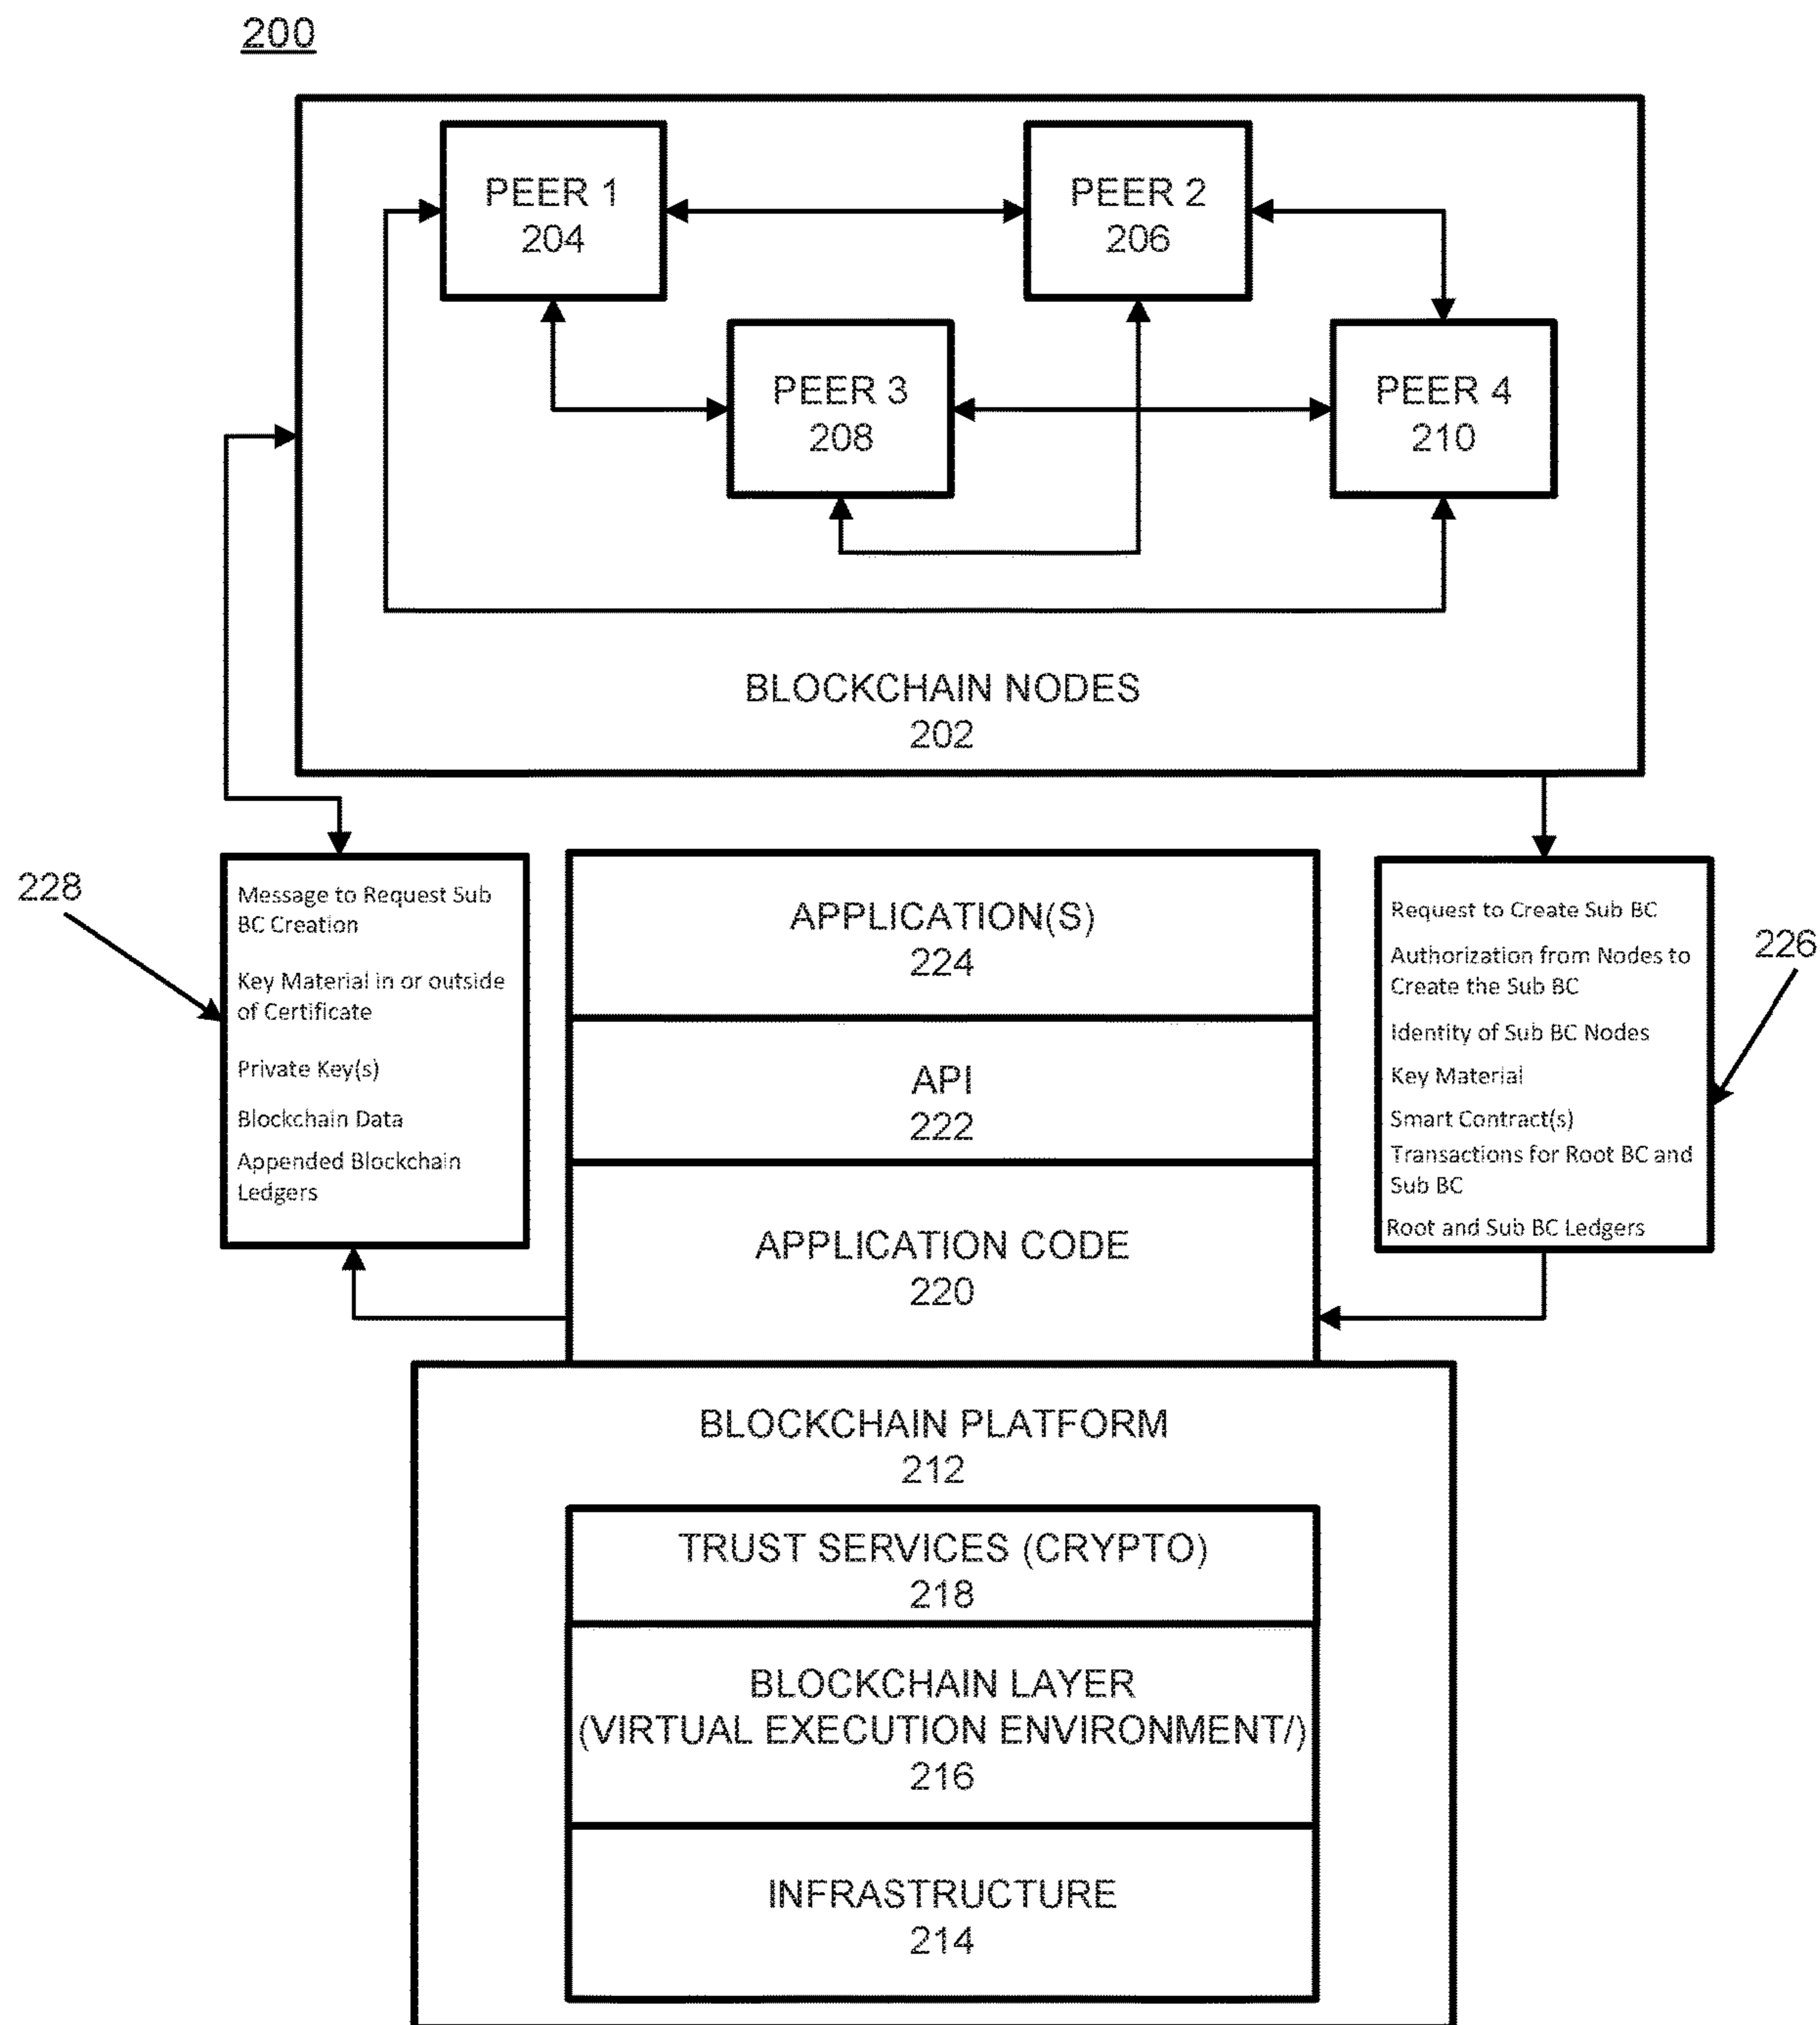 200
PEER 1
204
PEER 2
206
PEER 3
208
PEER 4
210
BLOCKCHAIN NODES
202
228
Message to Request Sub
BC Creation
Key Material in or outside
of Certificate
Private Key(s)
Blockchain Data
Appended Blockchain
Ledgers
APPLICATION(S)
224
API
222
APPLICATION CODE
220
226
Request to Create Sub BC
Authorization from Nodes to
Create the Sub BC
Identity of Sub BC Nodes
Key Material
Smart Contract(s)
Transactions for Root BC and
Sub BC
Root and Sub BC Ledgers
BLOCKCHAIN PLATFORM
212
TRUST SERVICES (CRYPTO)
218
BLOCKCHAIN LAYER
(VIRTUAL EXECUTION ENVIRONMENT/)
216
INFRASTRUCTURE
214